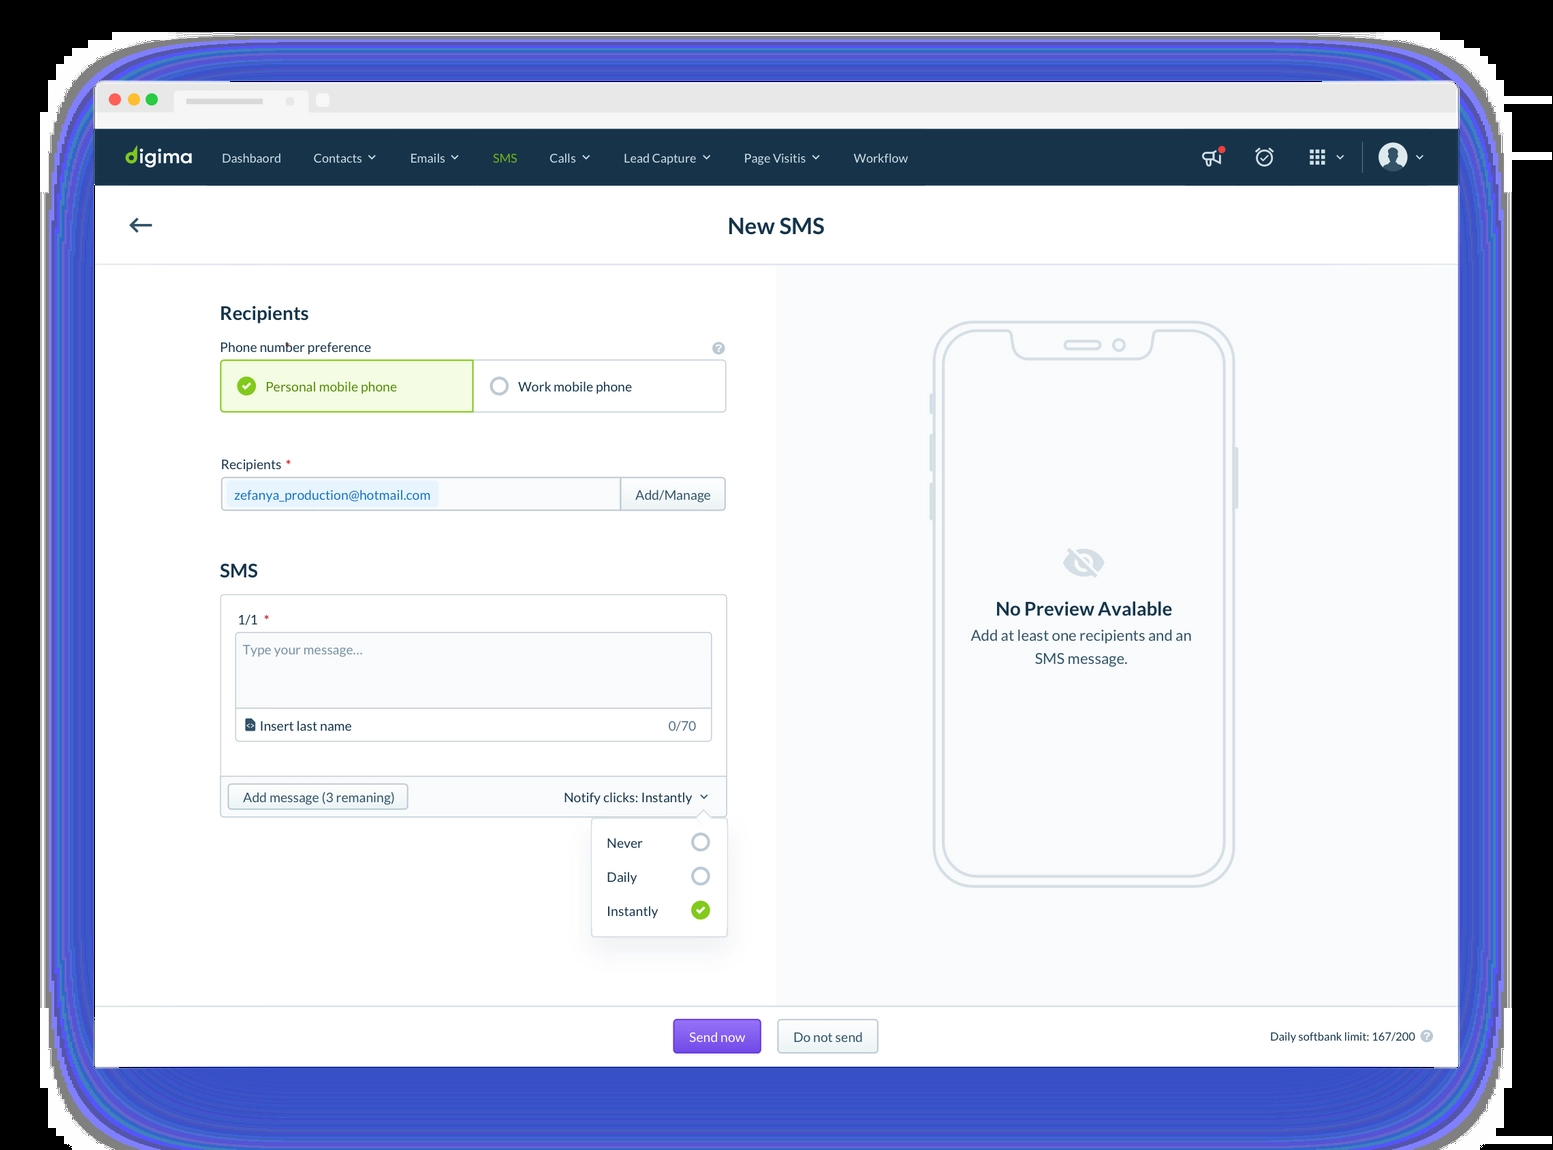 digima
Dashbaord
Contacts
Emails
SMS
Calls
Lead Capture
Page Visitis
Workflow
New SMS
Recipients
Phone number preference
?
Personal mobile phone
Work mobile phone
Recipients *
zefanya_production@hotmail.com
Add/Manage
SMS
1/1 *
Type your message...
Insert last name
0/70
Add message (3 remaning)
Notify clicks: Instantly
Never
Daily
Instantly
No Preview Avalable
Add at least one recipients and an
SMS message.
Send now
Do not send
Daily softbank limit: 167/200 ?